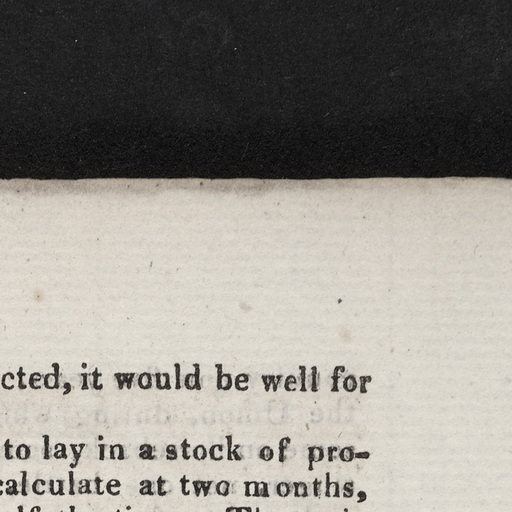 cted, it would be well for
to lay in a stock of pro-
calculate at two months,